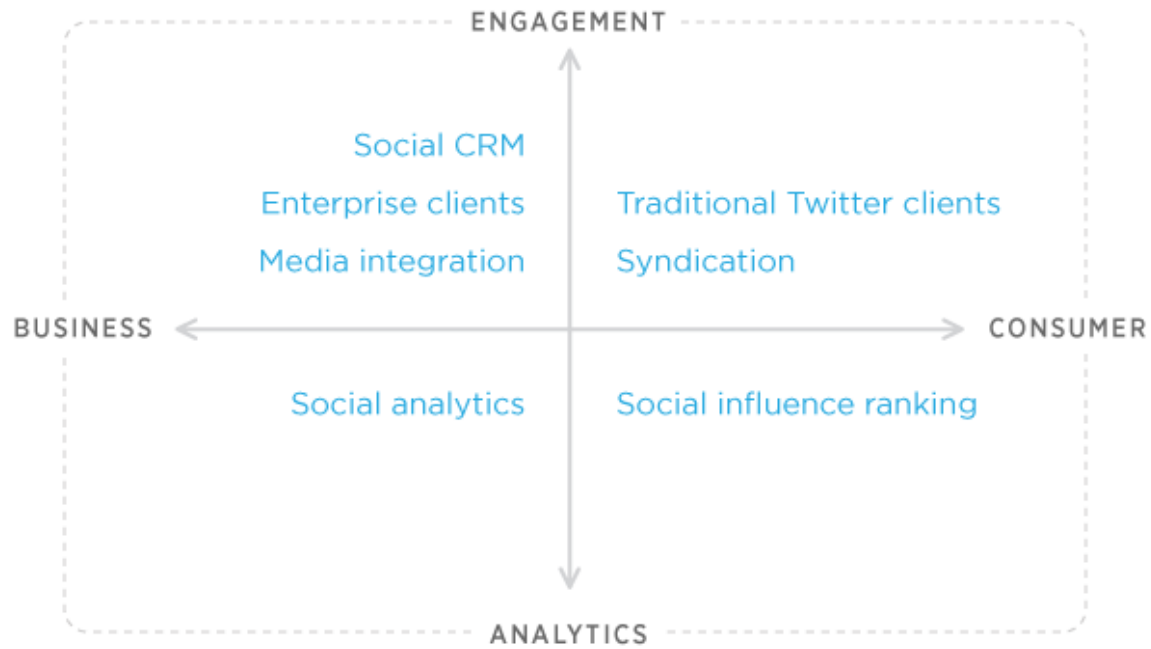 ENGAGEMENT
Social CRM
Enterprise clients
Traditional Twitter clients
Media integration
Syndication
BUSINESS
CONSUMER
Social analytics
Social influence ranking
ANALYTICS